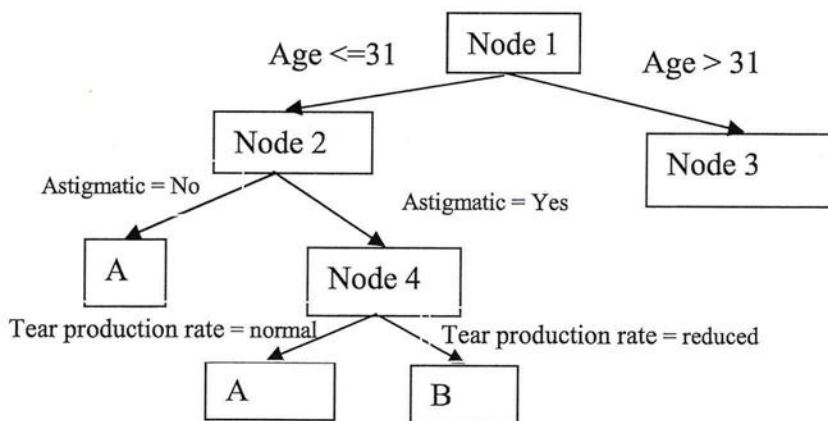 Node 1
Age <=31
Age > 31
Node 2
Node 3
Astigmatic = No
Astigmatic = Yes
A
Node 4
Tear production rate = normal
Tear production rate = reduced
A
B